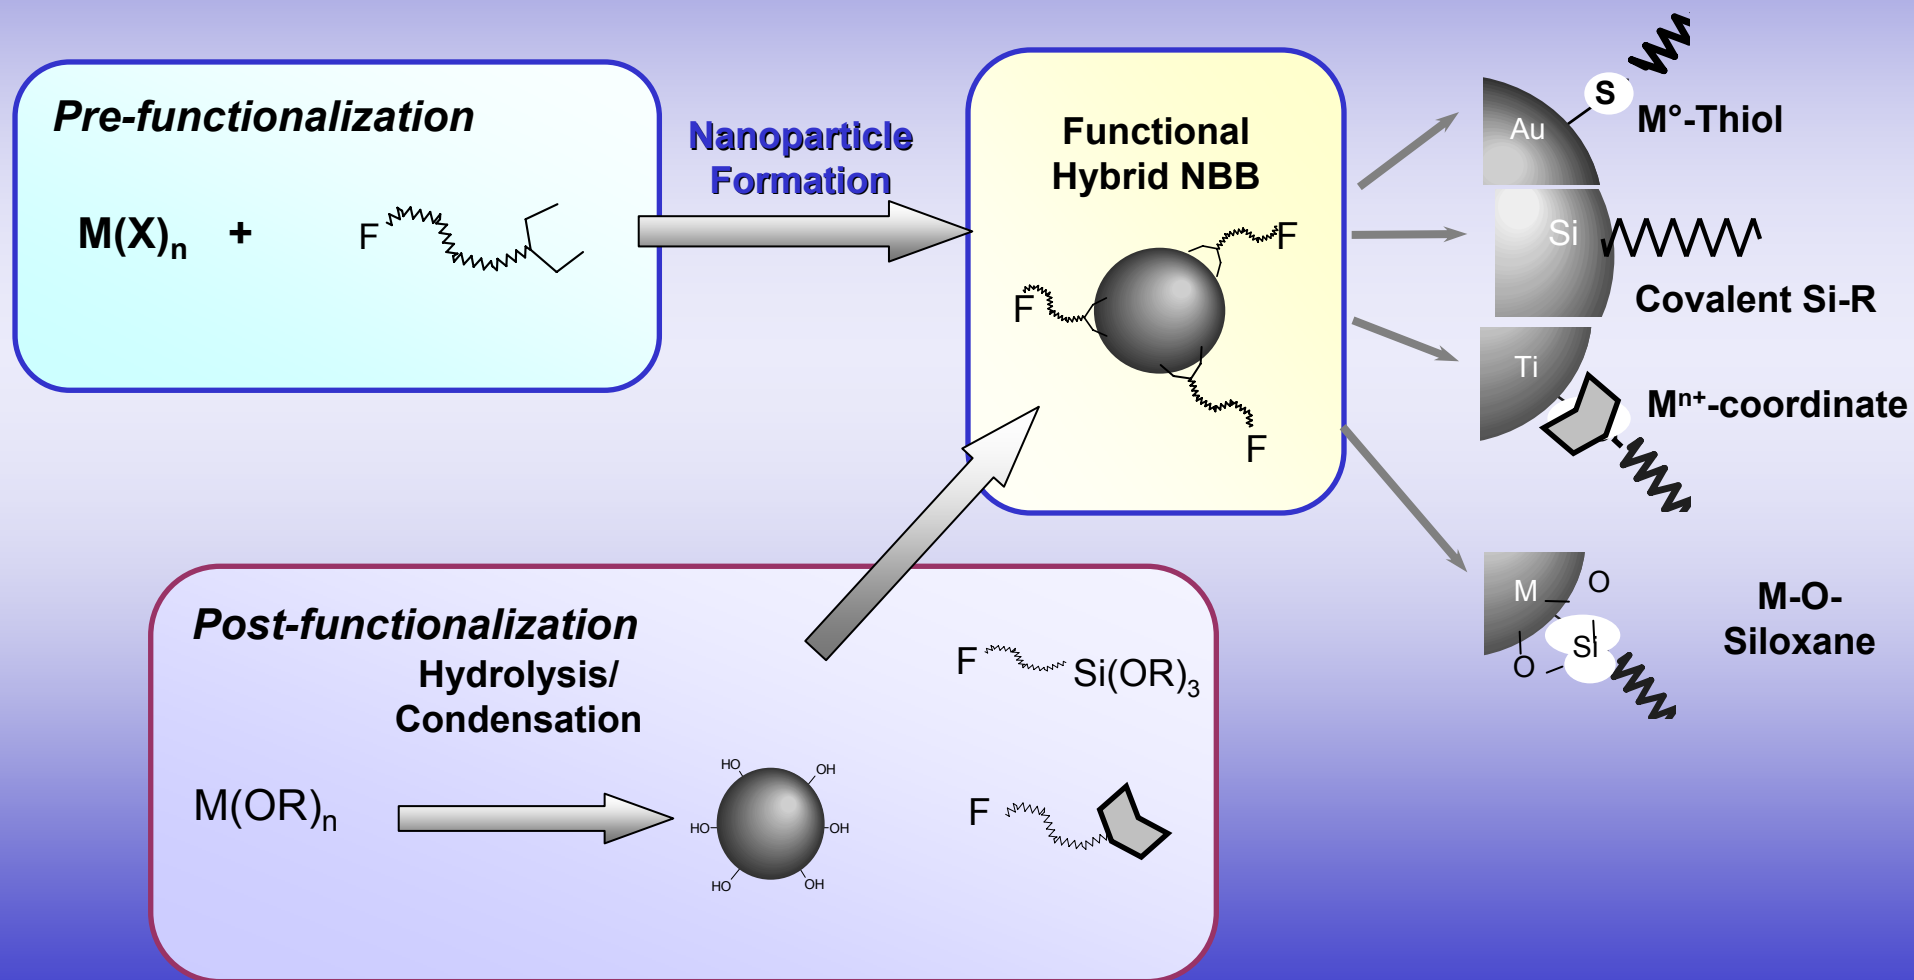 Pre-functionalization
M(X)n + F
Nanoparticle
Formation
Functional
Hybrid NBB
F
F
F
Au
S
M°-Thiol
Si
Covalent Si-R
Ti
Mⁿ⁺-coordinate
M
O
O
Si
M-O-
Siloxane
Post-functionalization
Hydrolysis/
Condensation
M(OR)n
HO
OH
HO
OH
HO
OH
F
Si(OR)₃
F